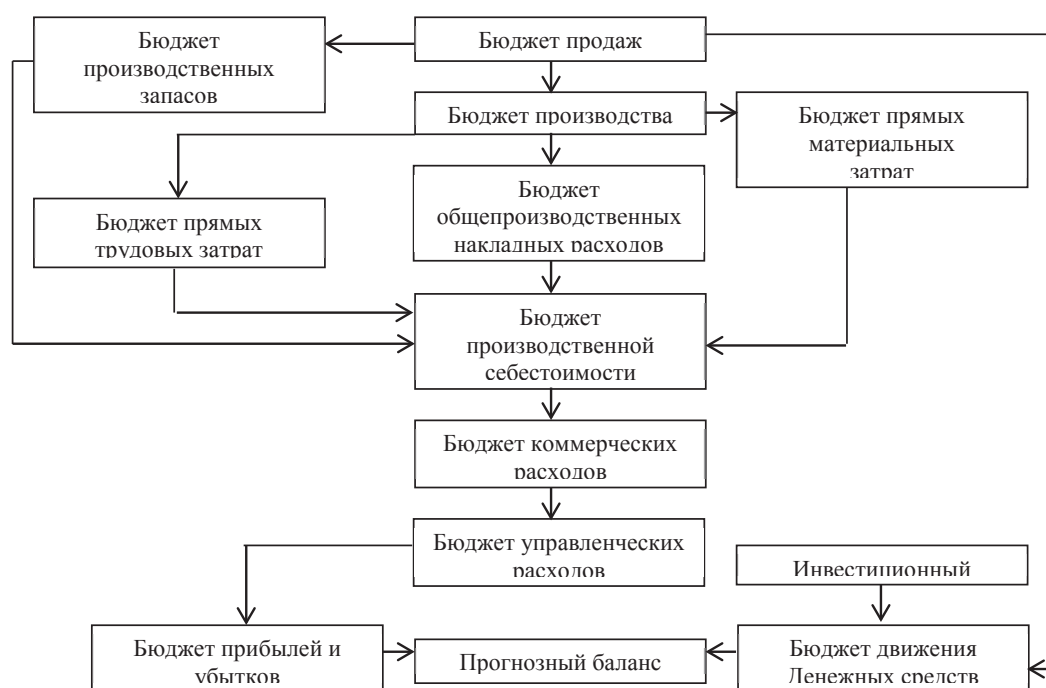 Бюджет
производственных
запасов
Бюджет продаж
Бюджет производства
Бюджет прямых
материальных
затрат
Бюджет прямых
трудовых затрат
Бюджет
общепроизводственных
накладных расходов
Бюджет
производственной
себестоимости
Бюджет коммерческих
расходов
Бюджет управленческих
расходов
Инвестиционный
Бюджет прибылей и
убытков
Прогнозный баланс
Бюджет движения
Денежных средств